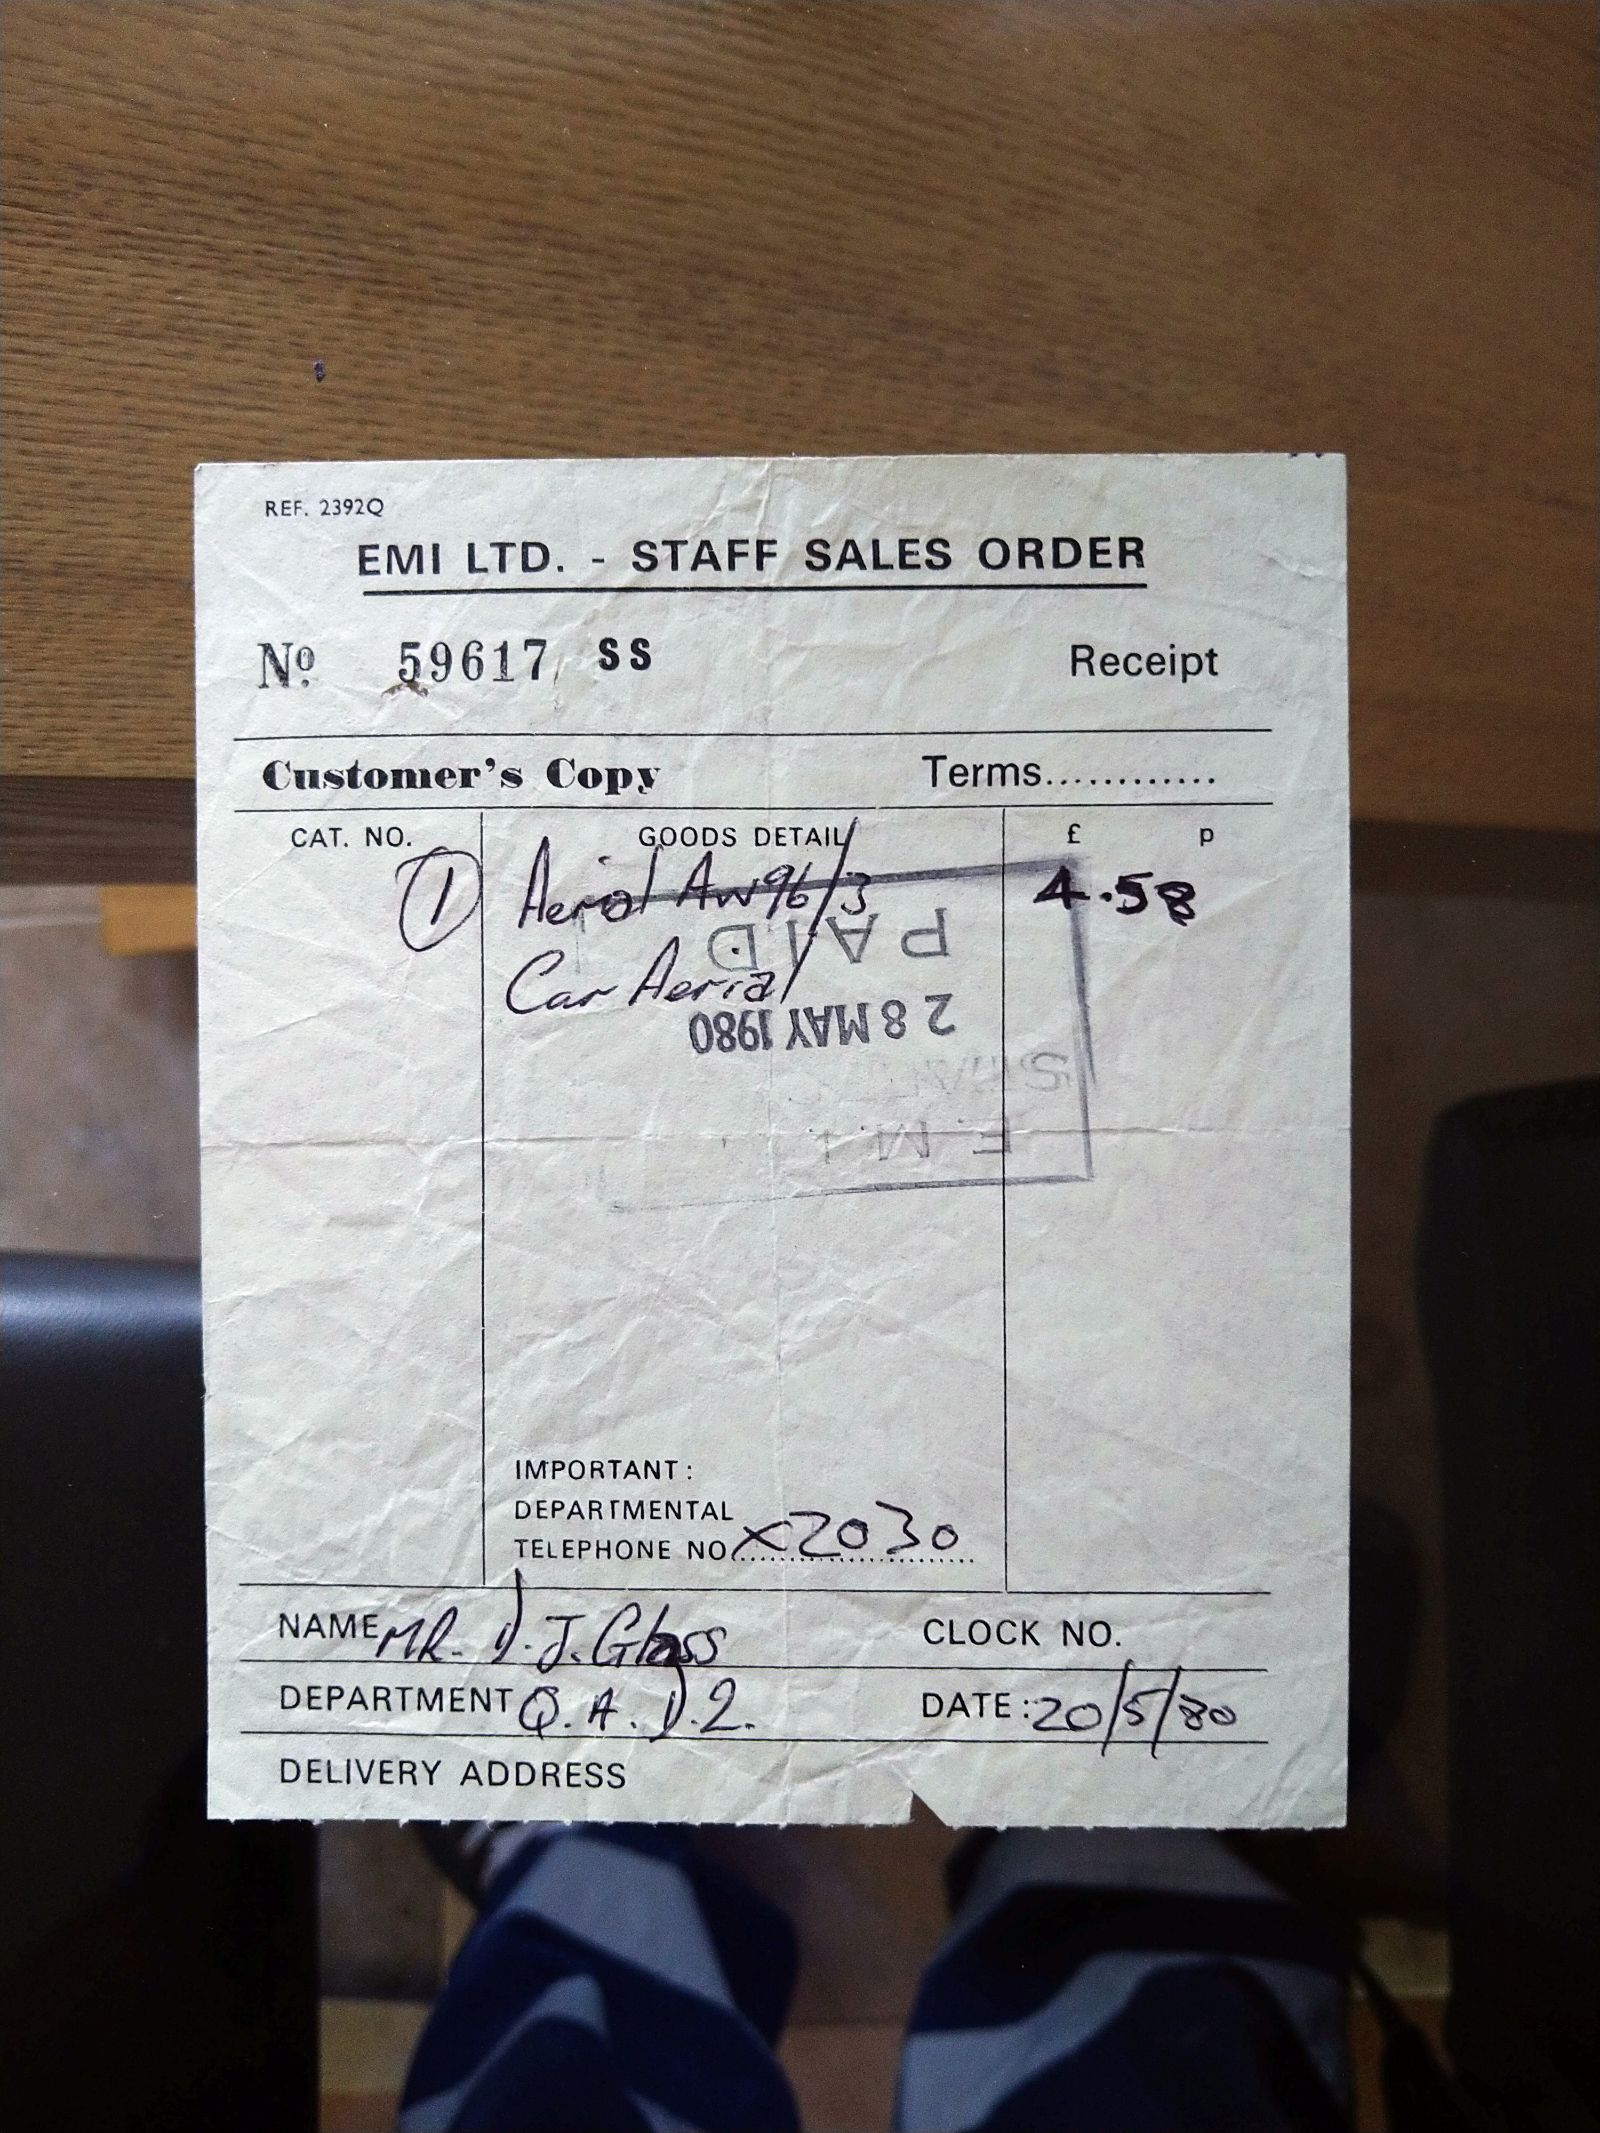 REF. 2392Q
EMI LTD. - STAFF SALES ORDER
Nº 59617 SS Receipt
Customer's Copy Terms............
CAT. NO. GOODS DETAIL £ p
① Aerial AW96/3 4.58
PAID
Car Aerial
28 MAY 1980
E.M.I.
IMPORTANT:
DEPARTMENTAL
TELEPHONE NO. x2030
NAME MR. D.J. Glass CLOCK NO.
DEPARTMENT Q.A.D.2. DATE: 20/5/80
DELIVERY ADDRESS